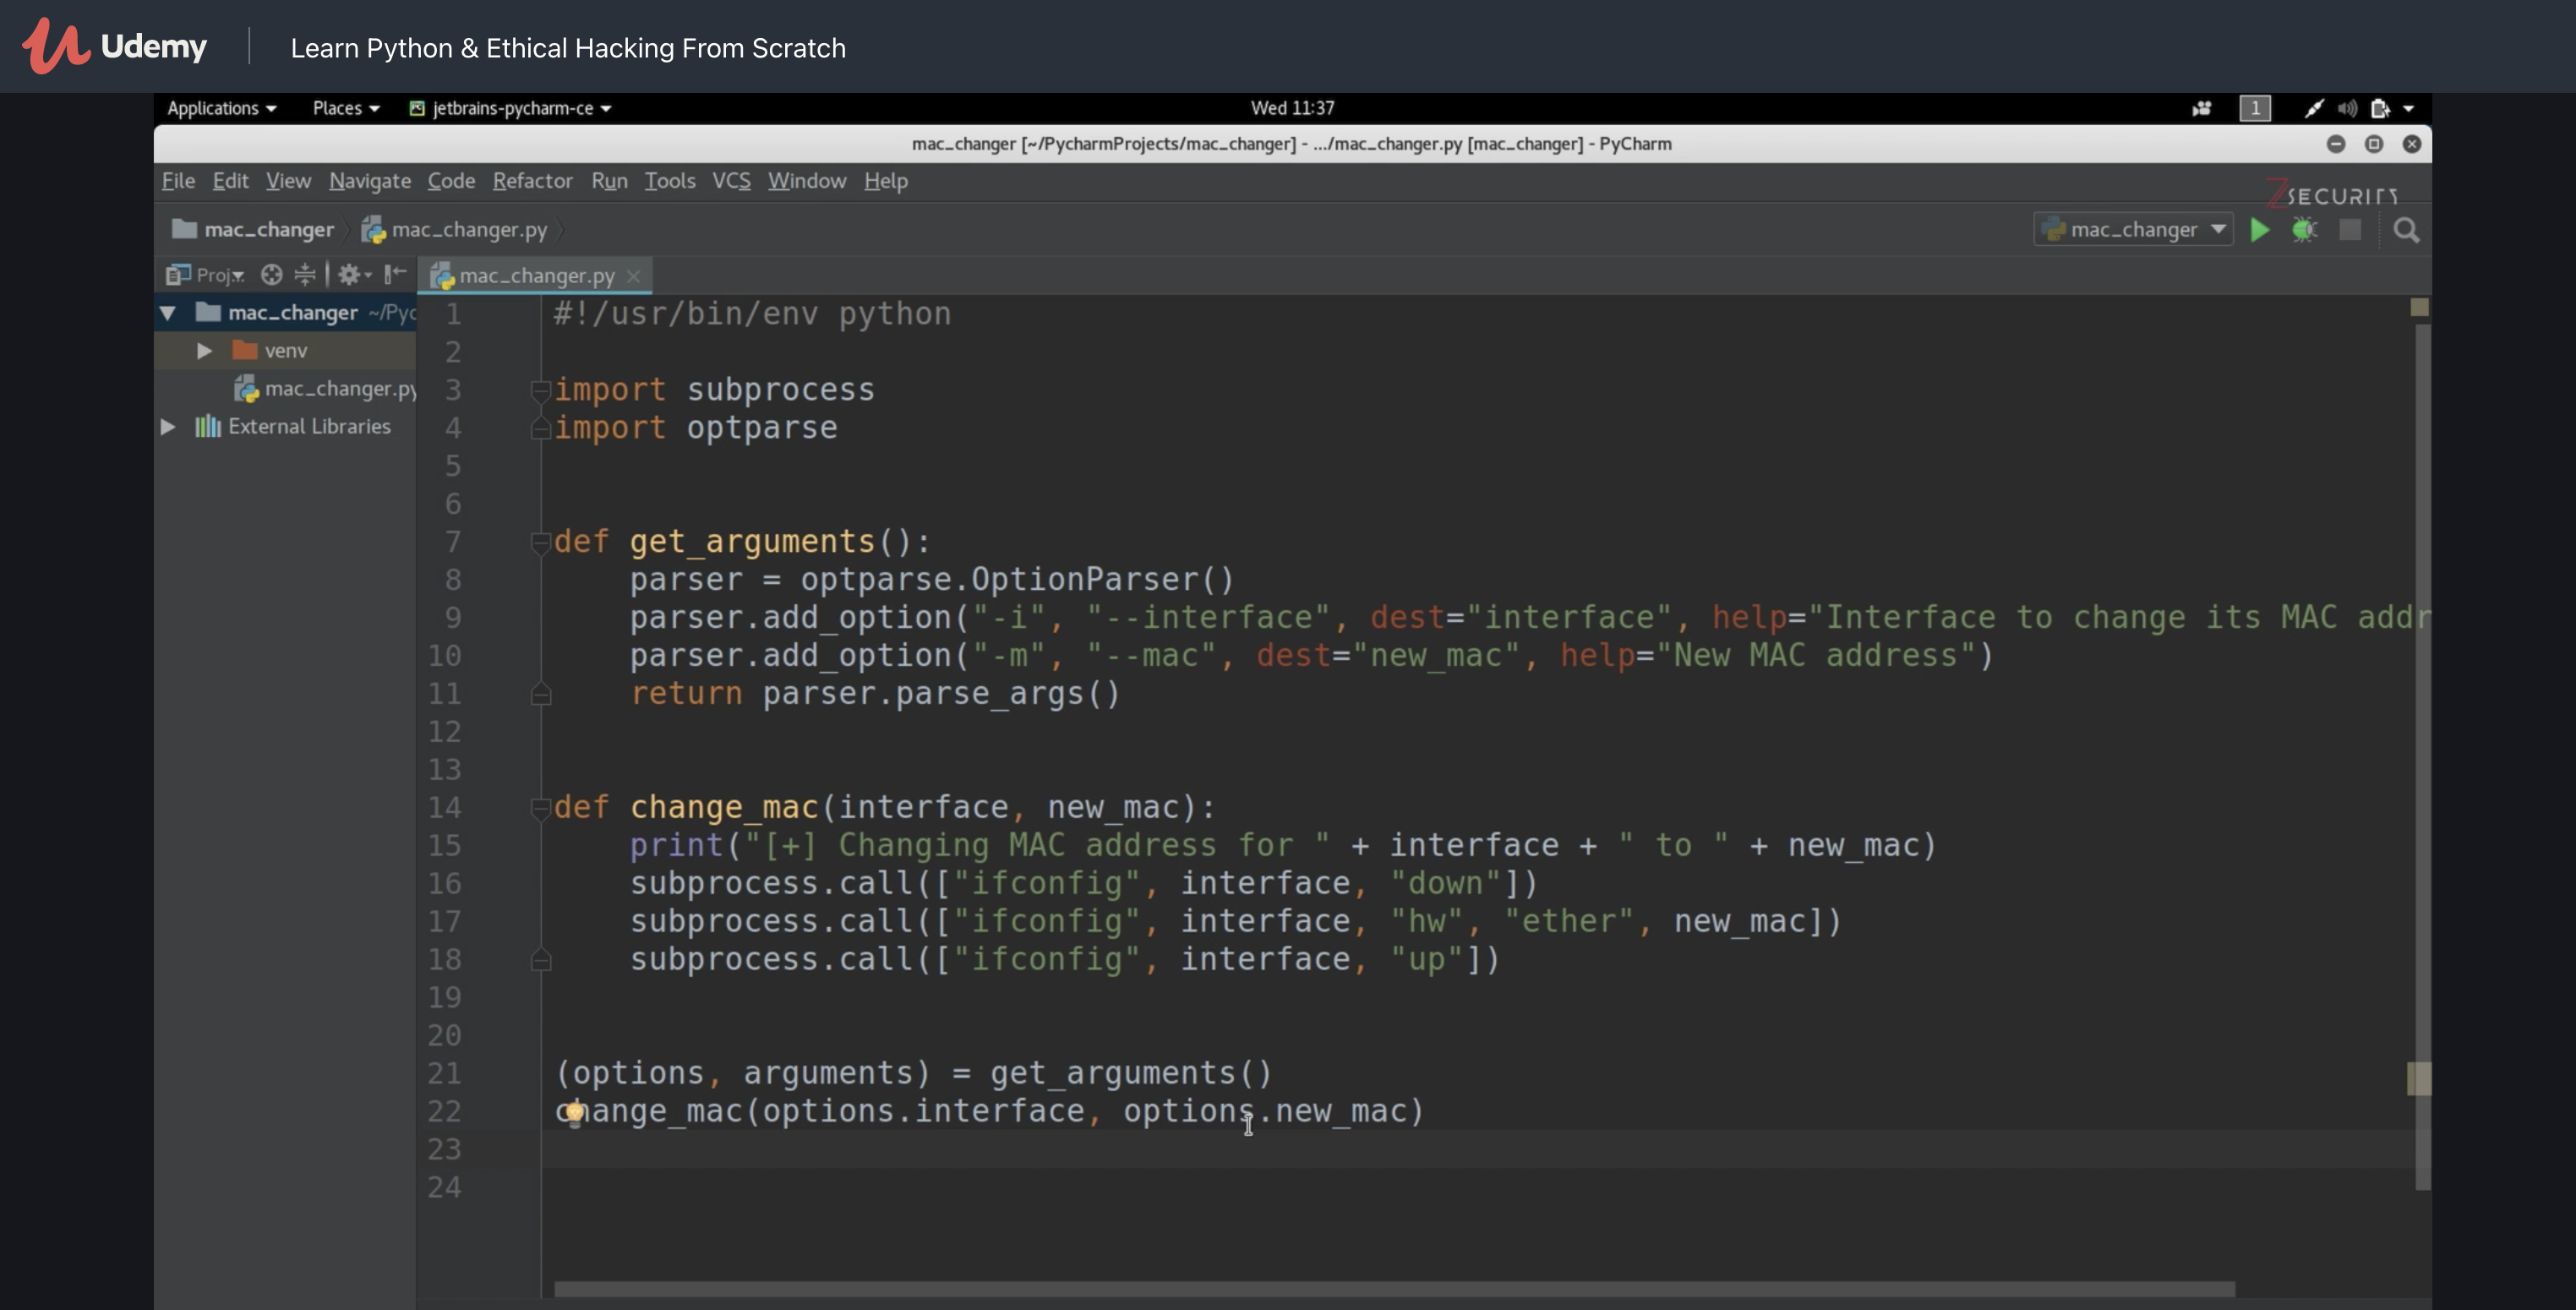 Udemy Learn Python & Ethical Hacking From Scratch
Applications Places jetbrains-pycharm-ce Wed 11:37 1
mac_changer [~/PycharmProjects/mac_changer] - .../mac_changer.py [mac_changer] - PyCharm
File Edit View Navigate Code Refactor Run Tools VCS Window Help
ZSECURITY
mac_changer mac_changer.py mac_changer
Proj.. mac_changer.py
mac_changer ~/Pyc
venv
mac_changer.py
External Libraries
1 #!/usr/bin/env python
2
3 import subprocess
4 import optparse
5
6
7 def get_arguments():
8 parser = optparse.OptionParser()
9 parser.add_option("-i", "--interface", dest="interface", help="Interface to change its MAC addr
10 parser.add_option("-m", "--mac", dest="new_mac", help="New MAC address")
11 return parser.parse_args()
12
13
14 def change_mac(interface, new_mac):
15 print("[+] Changing MAC address for " + interface + " to " + new_mac)
16 subprocess.call(["ifconfig", interface, "down"])
17 subprocess.call(["ifconfig", interface, "hw", "ether", new_mac])
18 subprocess.call(["ifconfig", interface, "up"])
19
20
21 (options, arguments) = get_arguments()
22 change_mac(options.interface, options.new_mac)
23
24